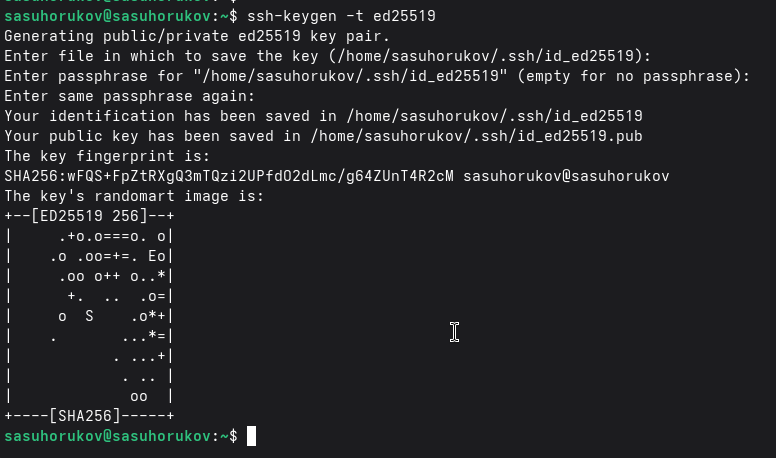 sasuhorukov@sasuhorukov:~$ ssh-keygen -t ed25519
Generating public/private ed25519 key pair.
Enter file in which to save the key (/home/sasuhorukov/.ssh/id_ed25519):
Enter passphrase for "/home/sasuhorukov/.ssh/id_ed25519" (empty for no passphrase):
Enter same passphrase again:
Your identification has been saved in /home/sasuhorukov/.ssh/id_ed25519
Your public key has been saved in /home/sasuhorukov/.ssh/id_ed25519.pub
The key fingerprint is:
SHA256:wFQS+FpZtRXgQ3mTQzi2UPfdO2dLmc/g64ZUnT4R2cM sasuhorukov@sasuhorukov
The key's randomart image is:
+--[ED25519 256]--+
|     .+o.o===o. o|
|    .o .oo=+=. Eo|
|     .oo o++ o..*|
|      +.  ..  .o=|
|     o  S    .o*+|
|    .       ...*=|
|           . ...+|
|            . .. |
|             oo  |
+----[SHA256]-----+
sasuhorukov@sasuhorukov:~$